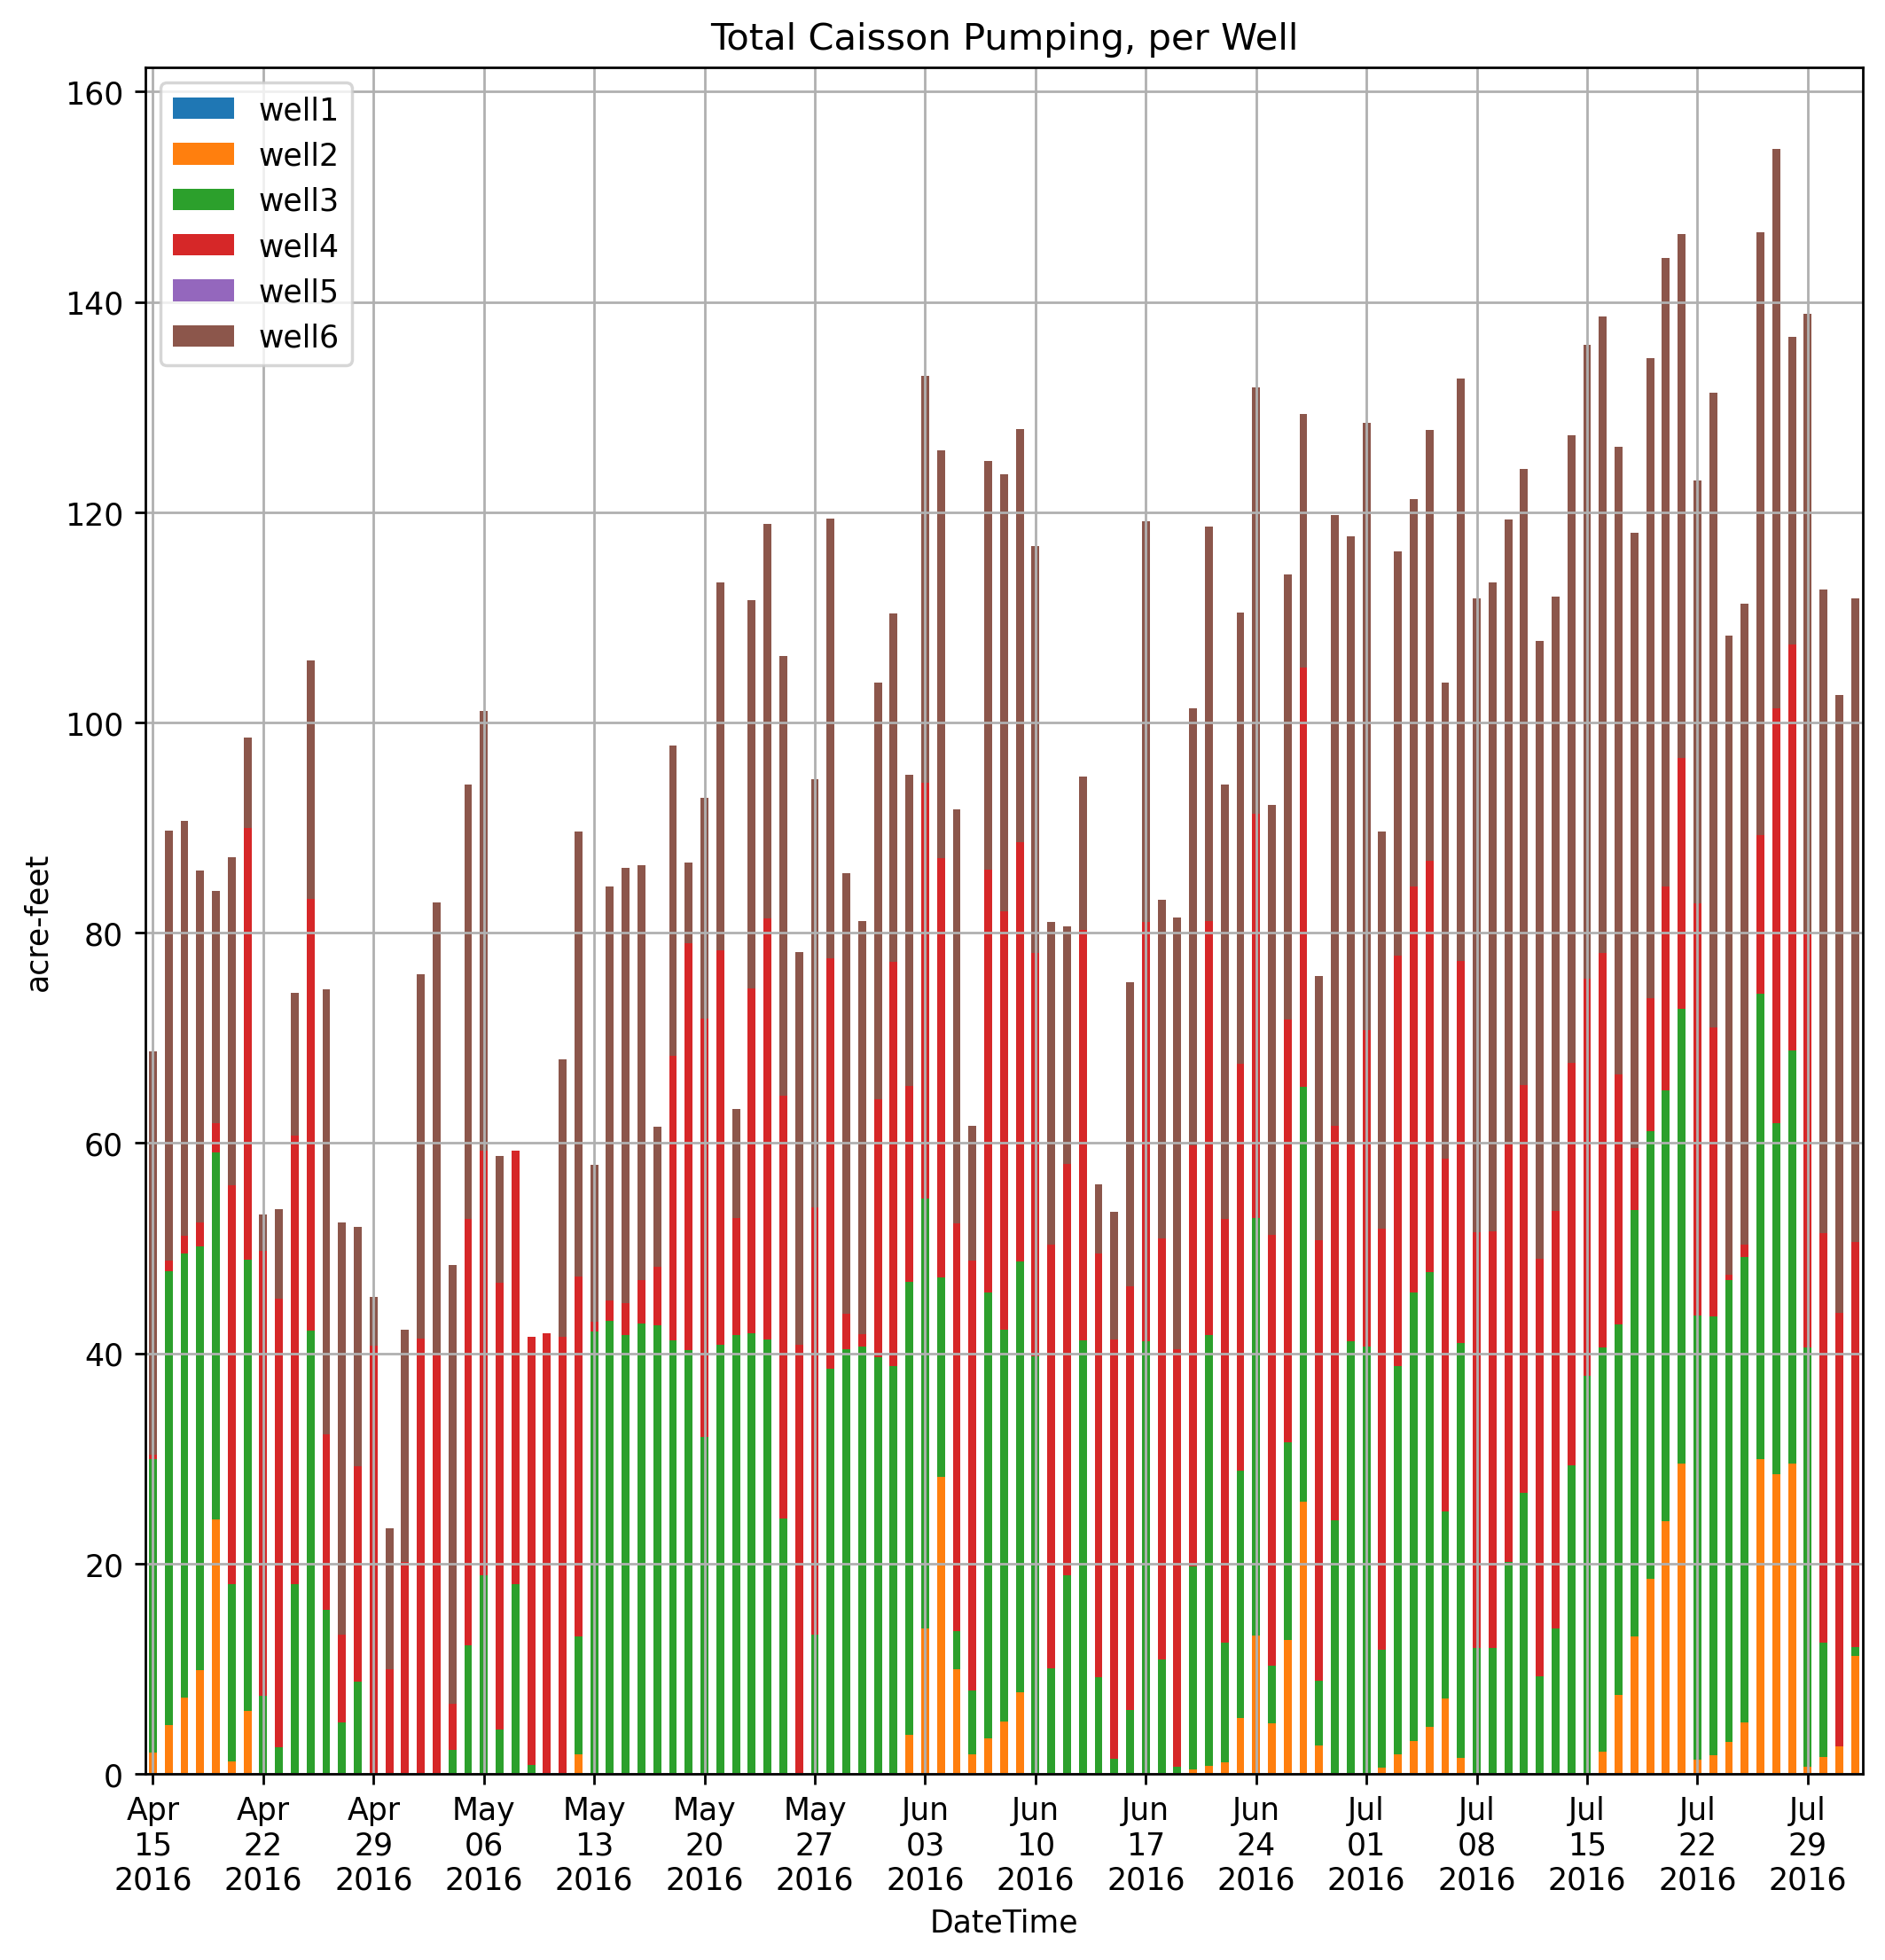 Total Caisson Pumping, per Well
160
140
120
100
80
60
40
20
0
acre-feet
well1
well2
well3
well4
well5
well6
Apr
15
2016
Apr
22
2016
Apr
29
2016
May
06
2016
May
13
2016
May
20
2016
May
27
2016
Jun
03
2016
Jun
10
2016
Jun
17
2016
Jun
24
2016
Jul
01
2016
Jul
08
2016
Jul
15
2016
Jul
22
2016
Jul
29
2016
DateTime